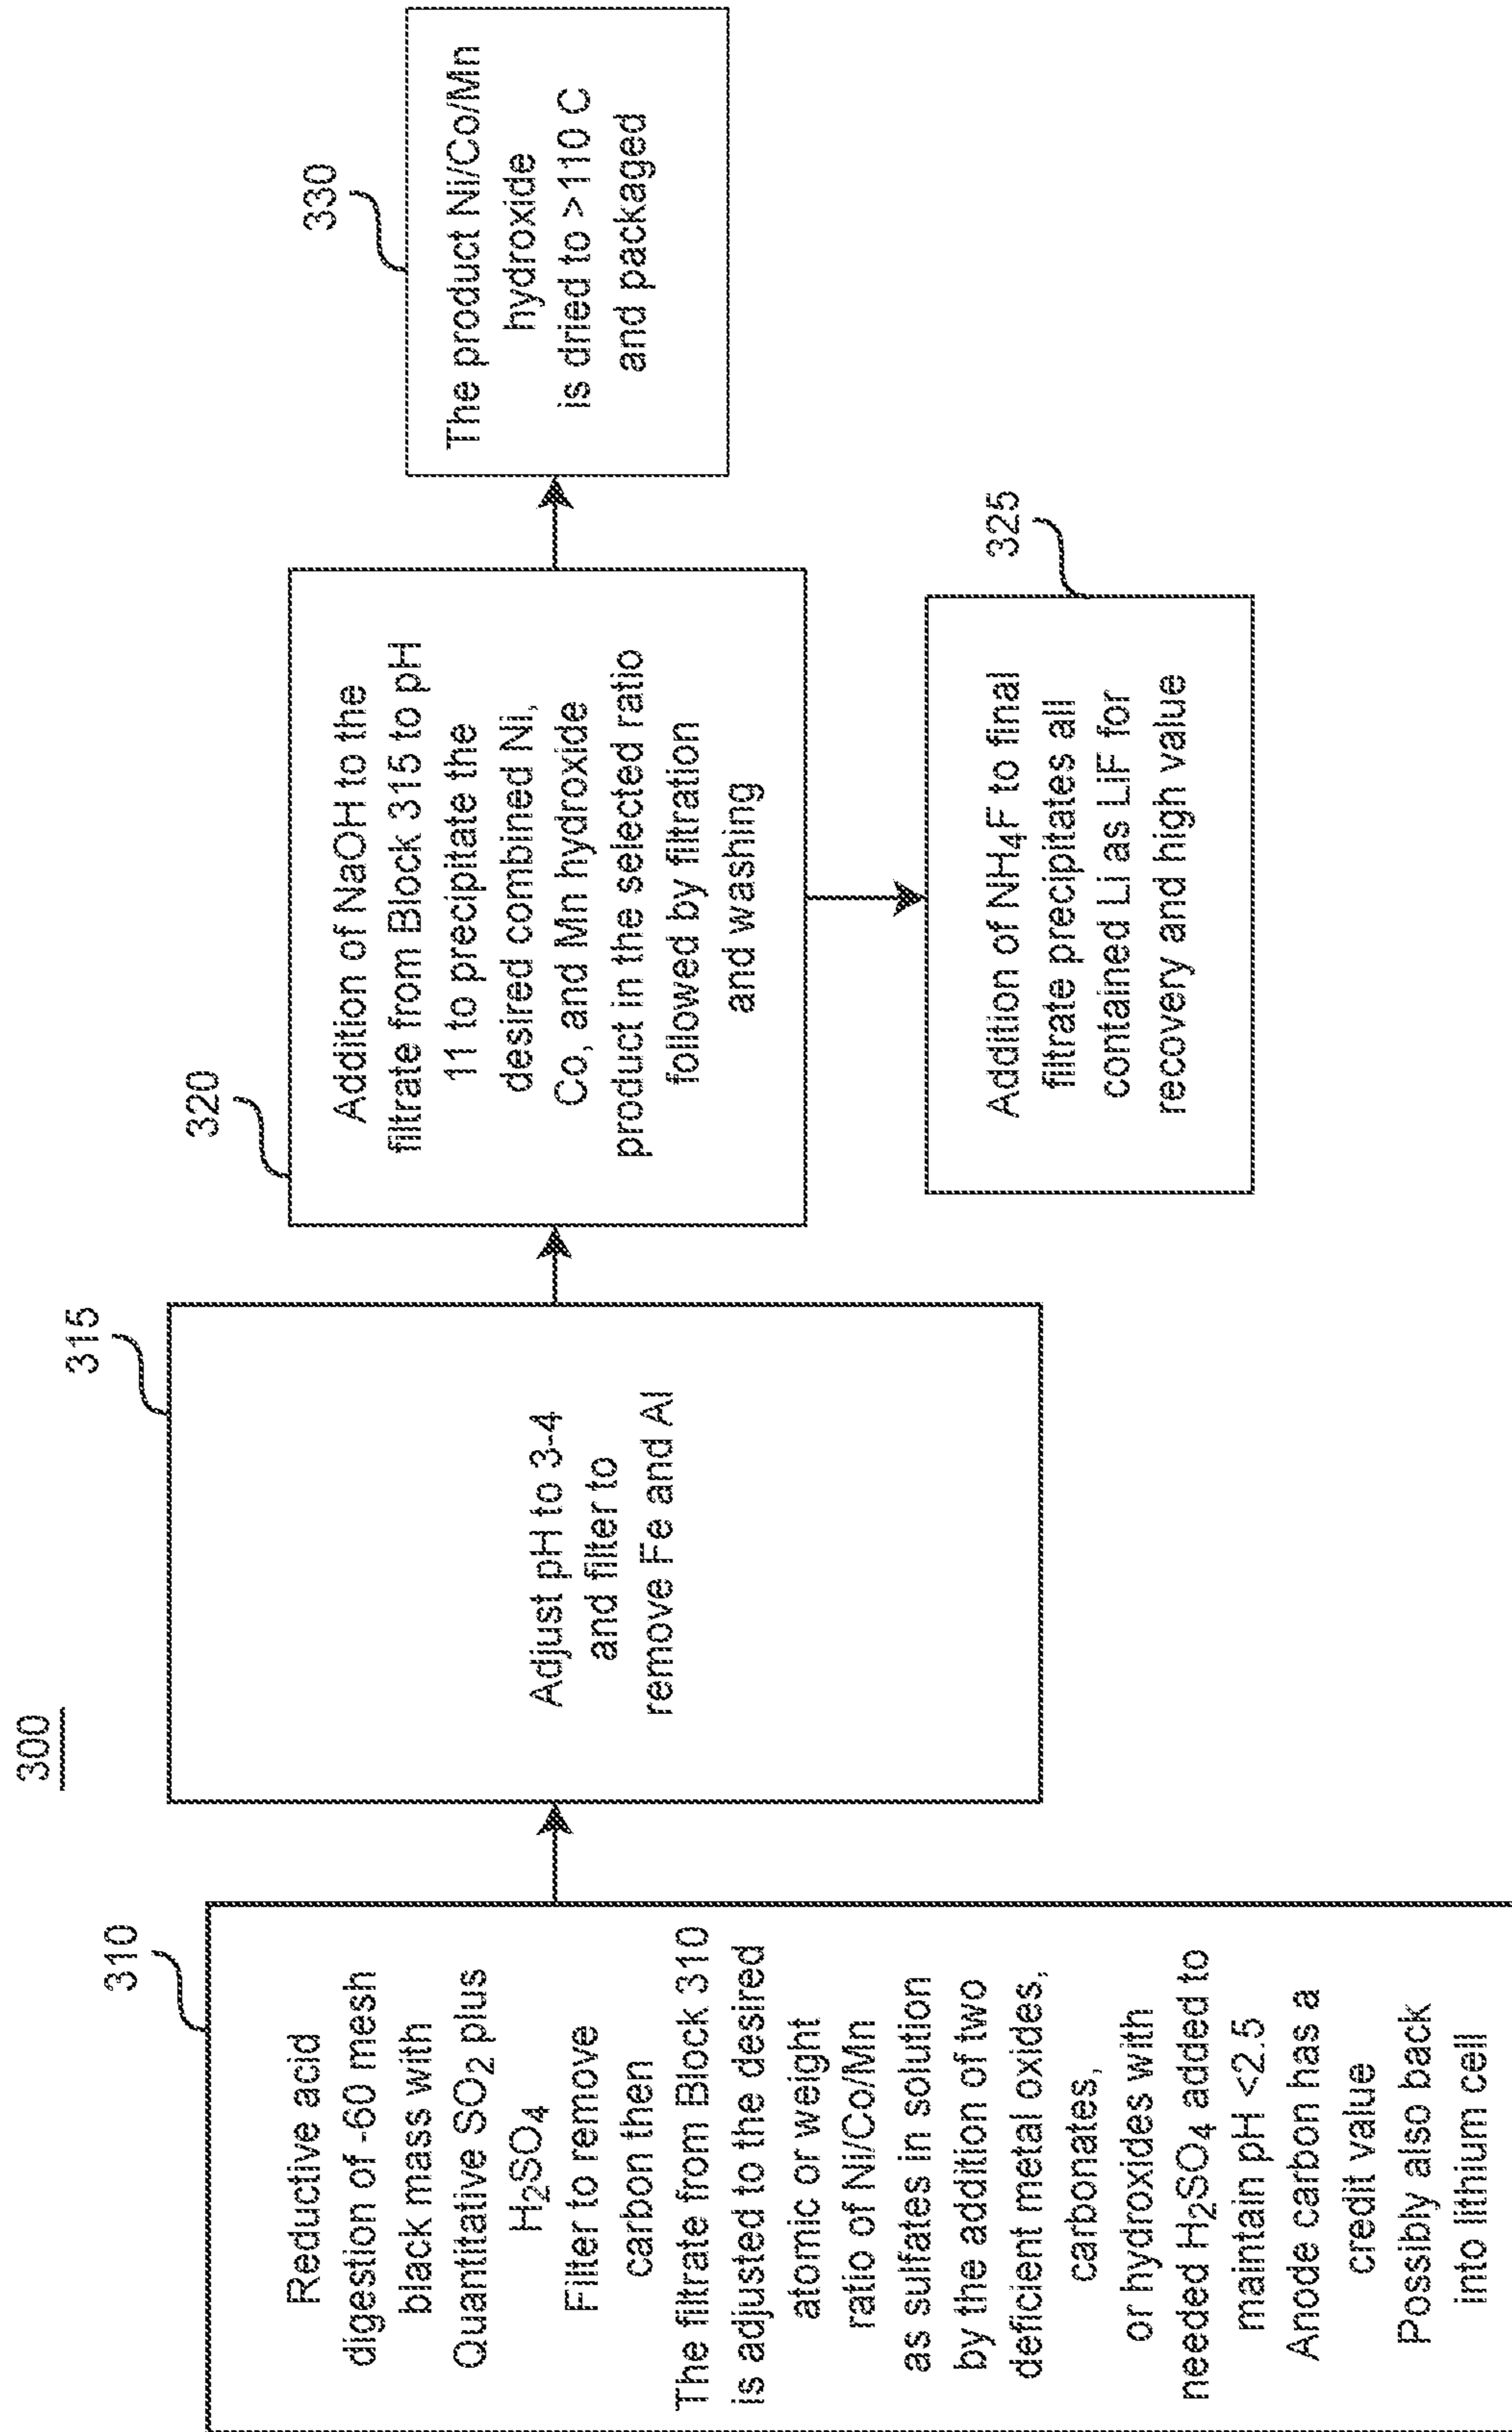 300
310
Reductive acid
digestion of -60 mesh
black mass with
Quantitative SO₂ plus
H₂SO₄
Filter to remove
carbon then
The filtrate from Block 310
is adjusted to the desired
atomic or weight
ratio of Ni/Co/Mn
as sulfates in solution
by the addition of two
deficient metal oxides,
carbonates,
or hydroxides with
needed H₂SO₄ added to
maintain pH <2.5
Anode carbon has a
credit value
Possibly also back
into lithium cell
315
Adjust pH to 3-4
and filter to
remove Fe and Al
320
Addition of NaOH to the
filtrate from Block 315 to pH
11 to precipitate the
desired combined Ni,
Co, and Mn hydroxide
product in the selected ratio
followed by filtration
and washing
325
Addition of NH₄F to final
filtrate precipitates all
contained Li as LiF for
recovery and high value
330
The product Ni/Co/Mn
hydroxide
is dried to >110 C
and packaged